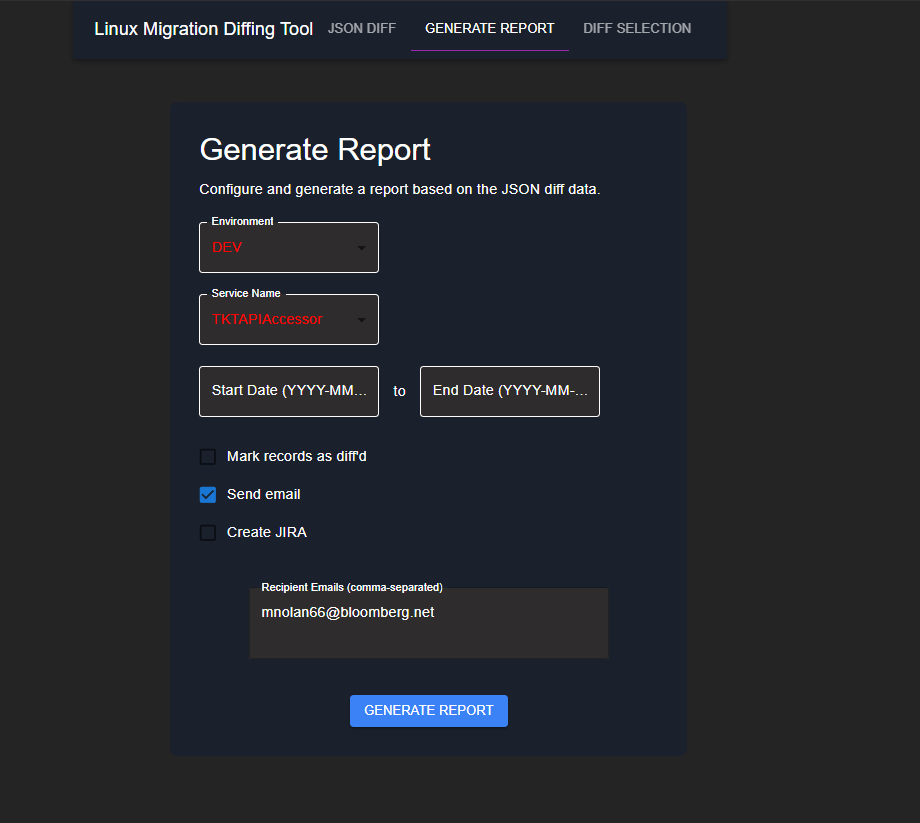 Linux Migration Diffing Tool JSON DIFF GENERATE REPORT DIFF SELECTION
Generate Report
Configure and generate a report based on the JSON diff data.
Environment
DEV
Service Name
TKTAPIAccessor
Start Date (YYYY-MM... to End Date (YYYY-MM-...
Mark records as diff'd
Send email
Create JIRA
Recipient Emails (comma-separated)
mnolan66@bloomberg.net
GENERATE REPORT